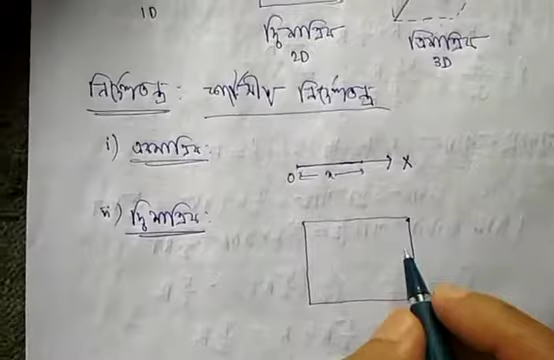 1D
দ্বিমাত্রিক
2D
ত্রিমাত্রিক
3D
নির্দেশতন্ত্র : কার্তেসীয় নির্দেশতন্ত্র
i) একমাত্রিক:
O x X
ii) দ্বিমাত্রিক: